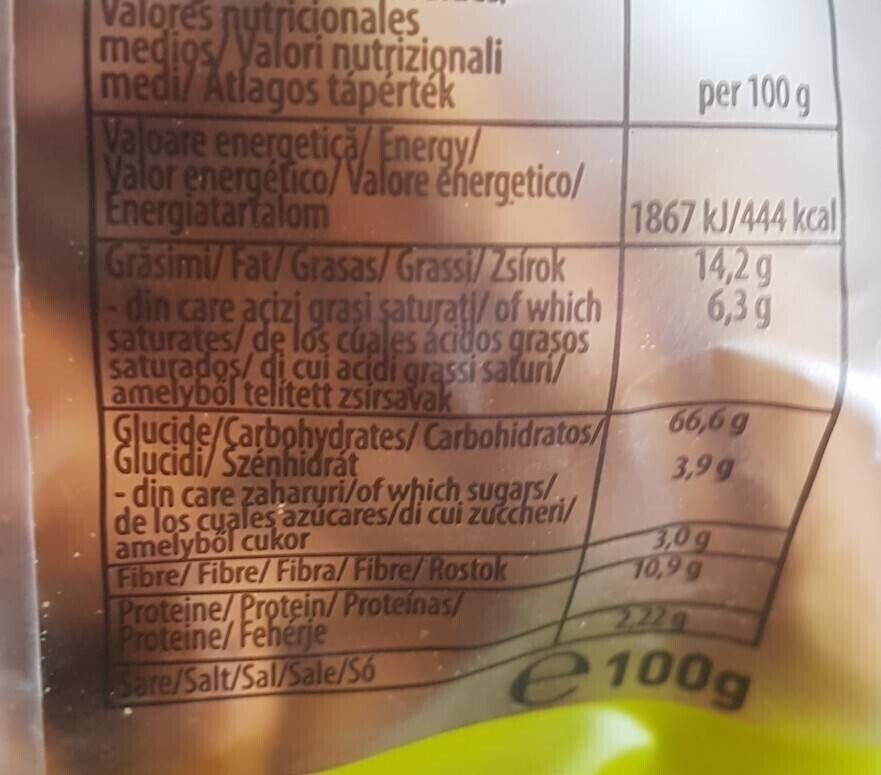 Valores nutricionales
medios/Valori nutrizionali
medi/Átlagos tápérték
per 100 g
Valoare energetică/Energy/
Valor energético/Valore energetico/
Energiatartalom
1867 kJ/444 kcal
Grăsimi/Fat/Grasas/Grassi/Zsírok
14,2 g
- din care acizi grași saturați/of which
6,3 g
saturates/de los cuales ácidos grasos
saturados/di cui acidi grassi saturi/
amelyből telített zsírsavak
Glucide/Carbohydrates/Carbohidratos/
66,6 g
Glucidi/Szénhidrát
3,9 g
- din care zaharuri/of which sugars/
de los cuales azúcares/di cui zuccheri/
amelyből cukor
3,0 g
Fibre/Fibre/Fibra/Fibre/Rostok
10,9 g
Proteine/Protein/Proteínas/
Proteine/Fehérje
2,22 g
Sare/Salt/Sal/Sale/Só
e 100g